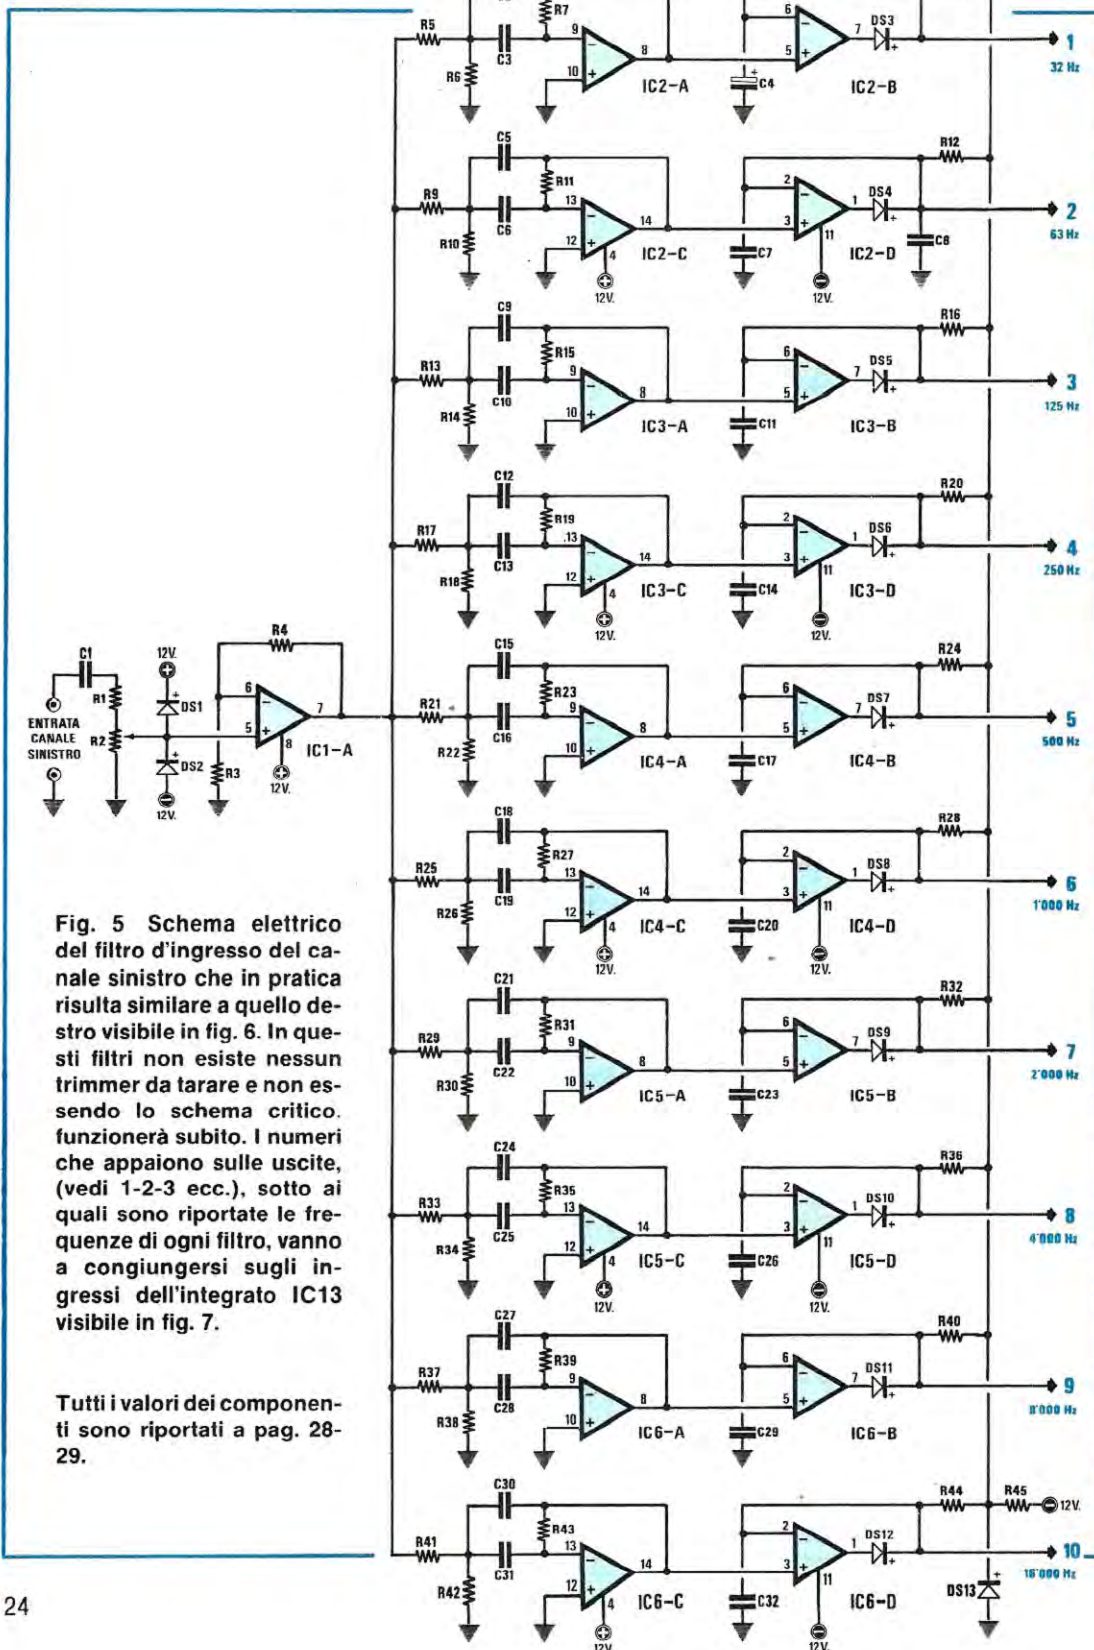 R5
R7
9
8
10
C3
R6
IC2-A
C4
6
5
7
DS3
IC2-B
1
32 Hz
C5
R11
R9
13
14
12
C6
R10
IC2-C
4
12V.
2
3
1
DS4
11
C7
IC2-D
12V.
R12
C8
2
63 Hz
C9
R15
R13
9
8
10
C10
R14
IC3-A
6
5
7
DS5
C11
IC3-B
R16
3
125 Hz
C12
R19
R17
13
14
12
C13
R18
IC3-C
4
12V.
2
3
1
DS6
11
C14
IC3-D
12V.
R20
4
250 Hz
C1
R1
ENTRATA
CANALE
SINISTRO
R2
12V.
DS1
DS2
12V.
R3
R4
6
5
7
8
IC1-A
12V.
C15
R23
R21
9
8
10
C16
R22
IC4-A
6
5
7
DS7
C17
IC4-B
R24
5
500 Hz
C18
R27
R25
13
14
12
C19
R26
IC4-C
4
12V.
2
3
1
DS8
11
C20
IC4-D
12V.
R28
6
1'000 Hz
Fig. 5 Schema elettrico
del filtro d'ingresso del ca-
nale sinistro che in pratica
risulta similare a quello de-
stro visibile in fig. 6. In que-
sti filtri non esiste nessun
trimmer da tarare e non es-
sendo lo schema critico.
funzionerà subito. I numeri
che appaiono sulle uscite,
(vedi 1-2-3 ecc.), sotto ai
quali sono riportate le fre-
quenze di ogni filtro, vanno
a congiungersi sugli in-
gressi dell'integrato IC13
visibile in fig. 7.
Tutti i valori dei componen-
ti sono riportati a pag. 28-
29.
C21
R31
R29
9
8
10
C22
R30
IC5-A
6
5
7
DS9
C23
IC5-B
R32
7
2'000 Hz
C24
R35
R33
13
14
12
C25
R34
IC5-C
4
12V.
2
3
1
DS10
11
C26
IC5-D
12V.
R36
8
4'000 Hz
C27
R39
R37
9
8
10
C28
R38
IC6-A
6
5
7
DS11
C29
IC6-B
R40
9
8'000 Hz
C30
R43
R41
13
14
12
C31
R42
IC6-C
4
12V.
2
3
1
DS12
11
C32
IC6-D
12V.
R44
R45
12V.
10
16'000 Hz
DS13
24